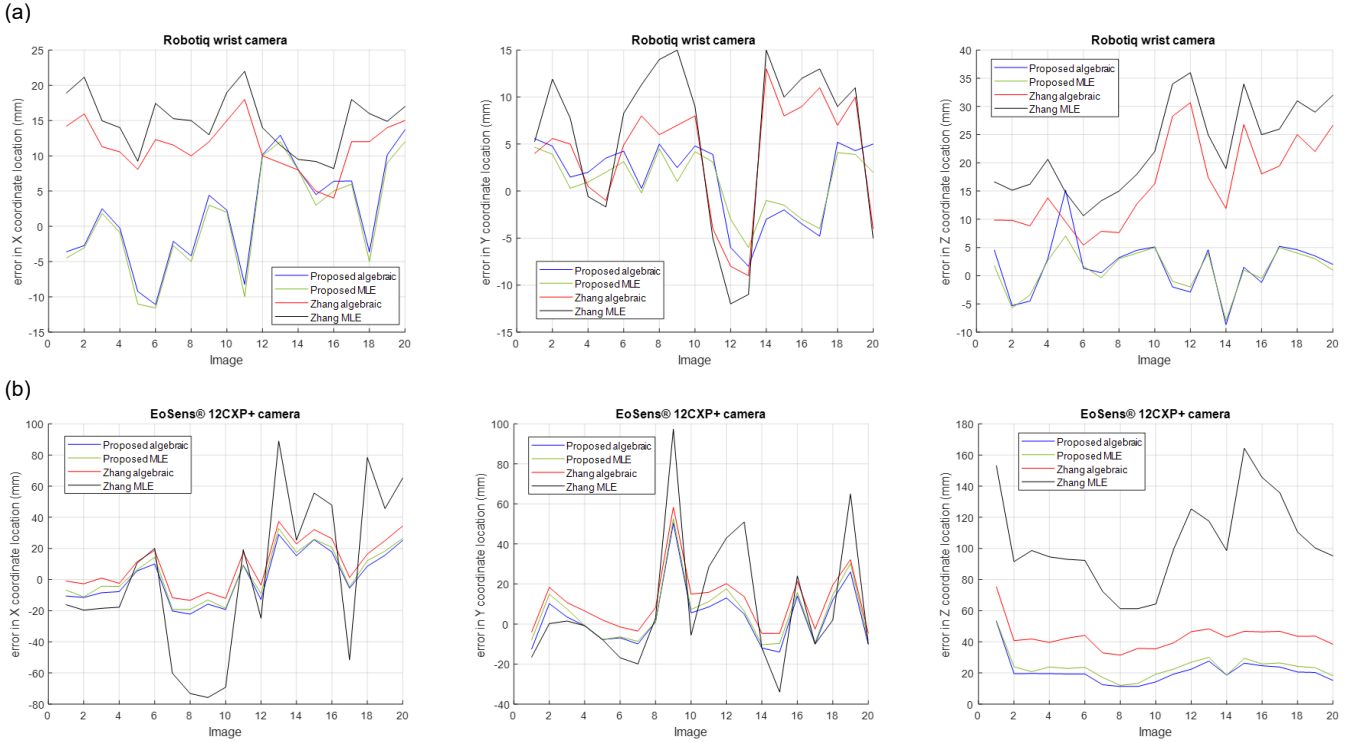 (a)
Robotiq wrist camera
error in X coordinate location (mm)
25
20
15
10
5
0
-5
-10
-15
0 2 4 6 8 10 12 14 16 18 20
Image
Proposed algebraic
Proposed MLE
Zhang algebraic
Zhang MLE
Robotiq wrist camera
error in Y coordinate location (mm)
15
10
5
0
-5
-10
-15
0 2 4 6 8 10 12 14 16 18 20
Image
Proposed algebraic
Proposed MLE
Zhang algebraic
Zhang MLE
Robotiq wrist camera
error in Z coordinate location (mm)
40
35
30
25
20
15
10
5
0
-5
-10
0 2 4 6 8 10 12 14 16 18 20
Image
Proposed algebraic
Proposed MLE
Zhang algebraic
Zhang MLE
(b)
EoSens® 12CXP+ camera
error in X coordinate location (mm)
100
80
60
40
20
0
-20
-40
-60
-80
0 2 4 6 8 10 12 14 16 18 20
Image
Proposed algebraic
Proposed MLE
Zhang algebraic
Zhang MLE
EoSens® 12CXP+ camera
error in Y coordinate location (mm)
100
80
60
40
20
0
-20
-40
0 2 4 6 8 10 12 14 16 18 20
Image
Proposed algebraic
Proposed MLE
Zhang algebraic
Zhang MLE
EoSens® 12CXP+ camera
error in Z coordinate location (mm)
180
160
140
120
100
80
60
40
20
0
0 2 4 6 8 10 12 14 16 18 20
Image
Proposed algebraic
Proposed MLE
Zhang algebraic
Zhang MLE